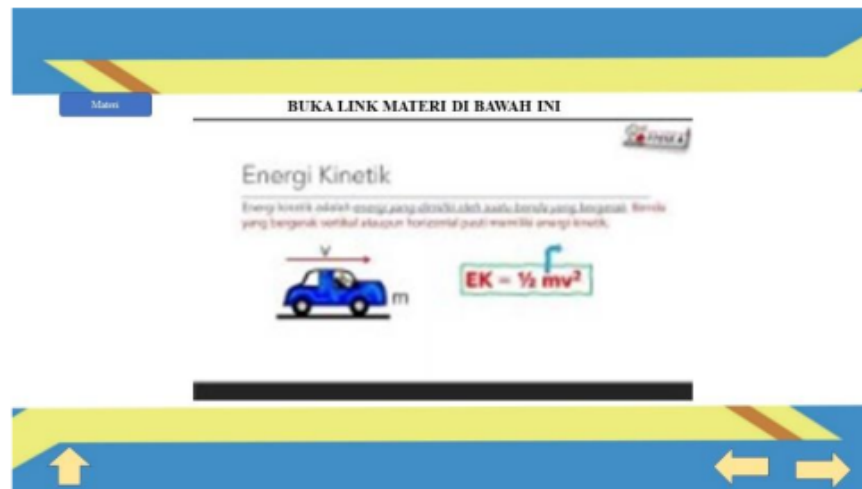 Materi
BUKA LINK MATERI DI BAWAH INI
Energi Kinetik
Energi kinetik adalah energi yang dimiliki oleh suatu benda yang bergerak. Benda
yang bergerak vertikal ataupun horizontal pasti memiliki energi kinetik.
v
m
EK = ½ mv²